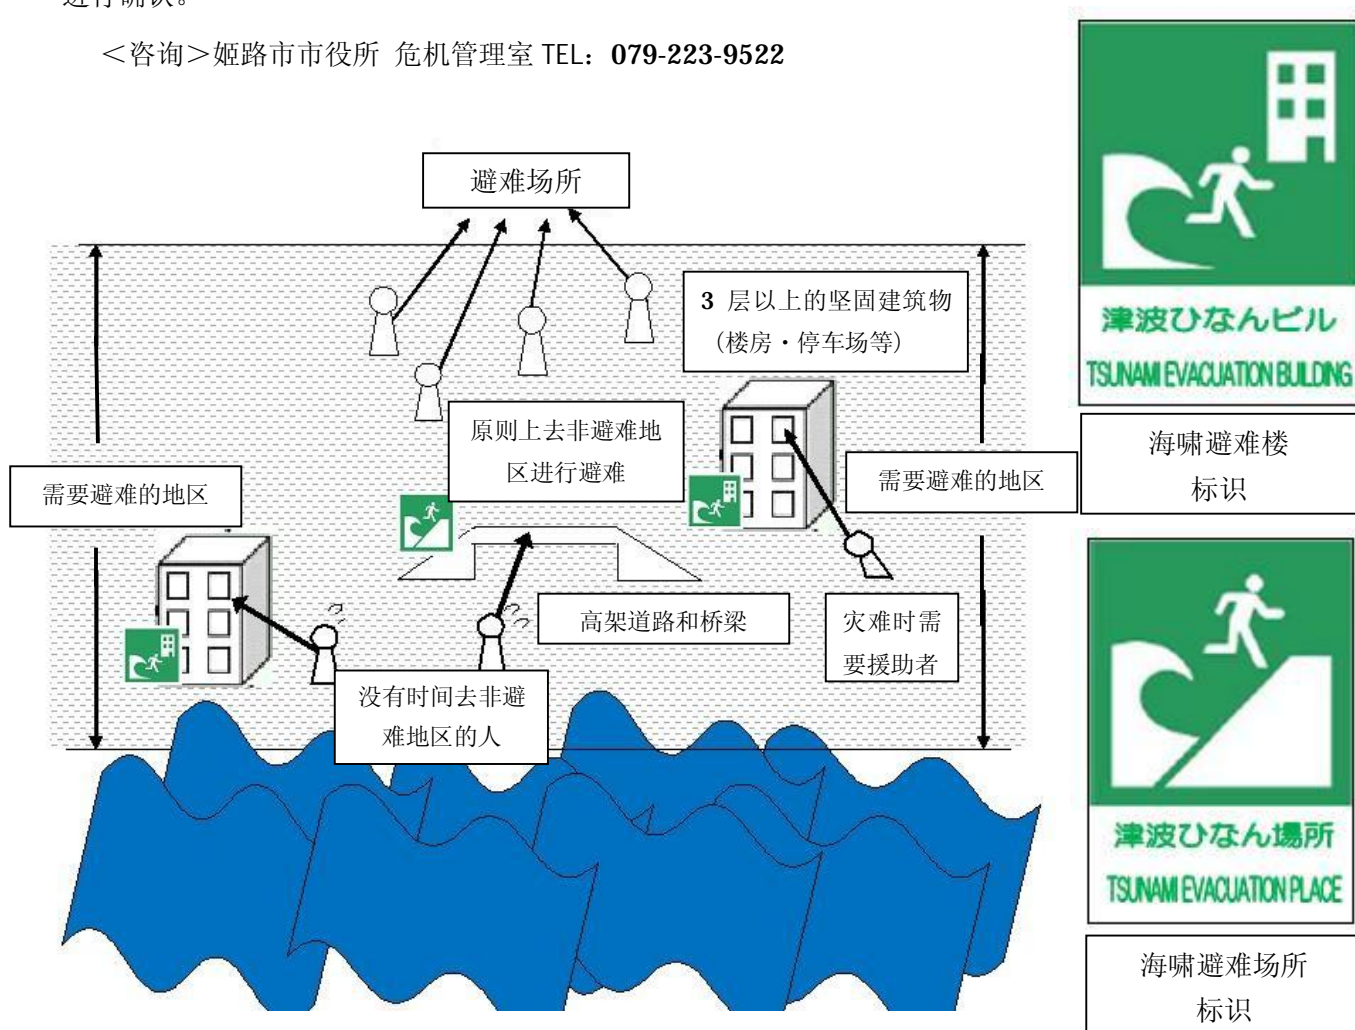 进行确认。
＜咨询＞姬路市市役所 危机管理室 TEL：079-223-9522
避难场所
3 层以上的坚固建筑物
（楼房・停车场等）
原则上去非避难地
区进行避难
需要避难的地区
需要避难的地区
高架道路和桥梁
灾难时需
要援助者
没有时间去非避
难地区的人
津波ひなんビル
TSUNAMI EVACUATION BUILDING
海啸避难楼
标识
津波ひなん場所
TSUNAMI EVACUATION PLACE
海啸避难场所
标识